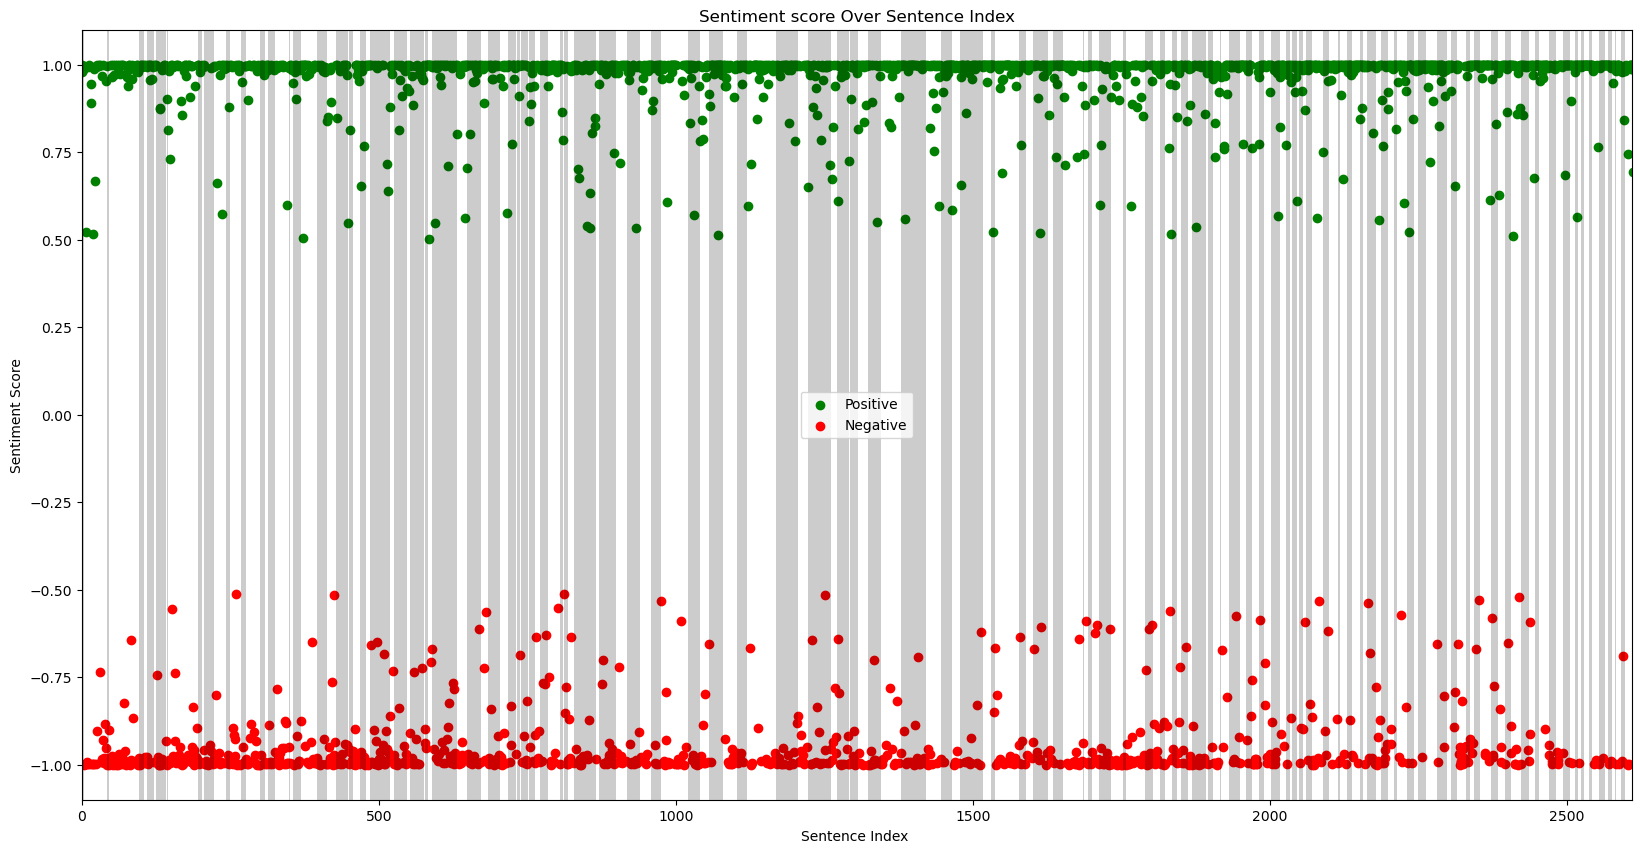 Sentiment score Over Sentence Index
1.00
0.75
0.50
0.25
0.00
−0.25
−0.50
−0.75
−1.00
Sentiment Score
Positive
Negative
0 500 1000 1500 2000 2500
Sentence Index